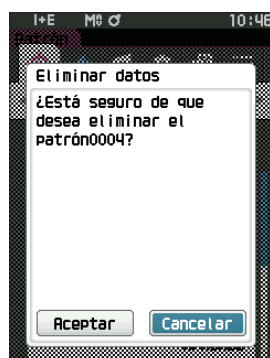 I+E M 10:46
Patrón
Eliminar datos
¿Está seguro de que
desea eliminar el
patrón0004?
Aceptar Cancelar